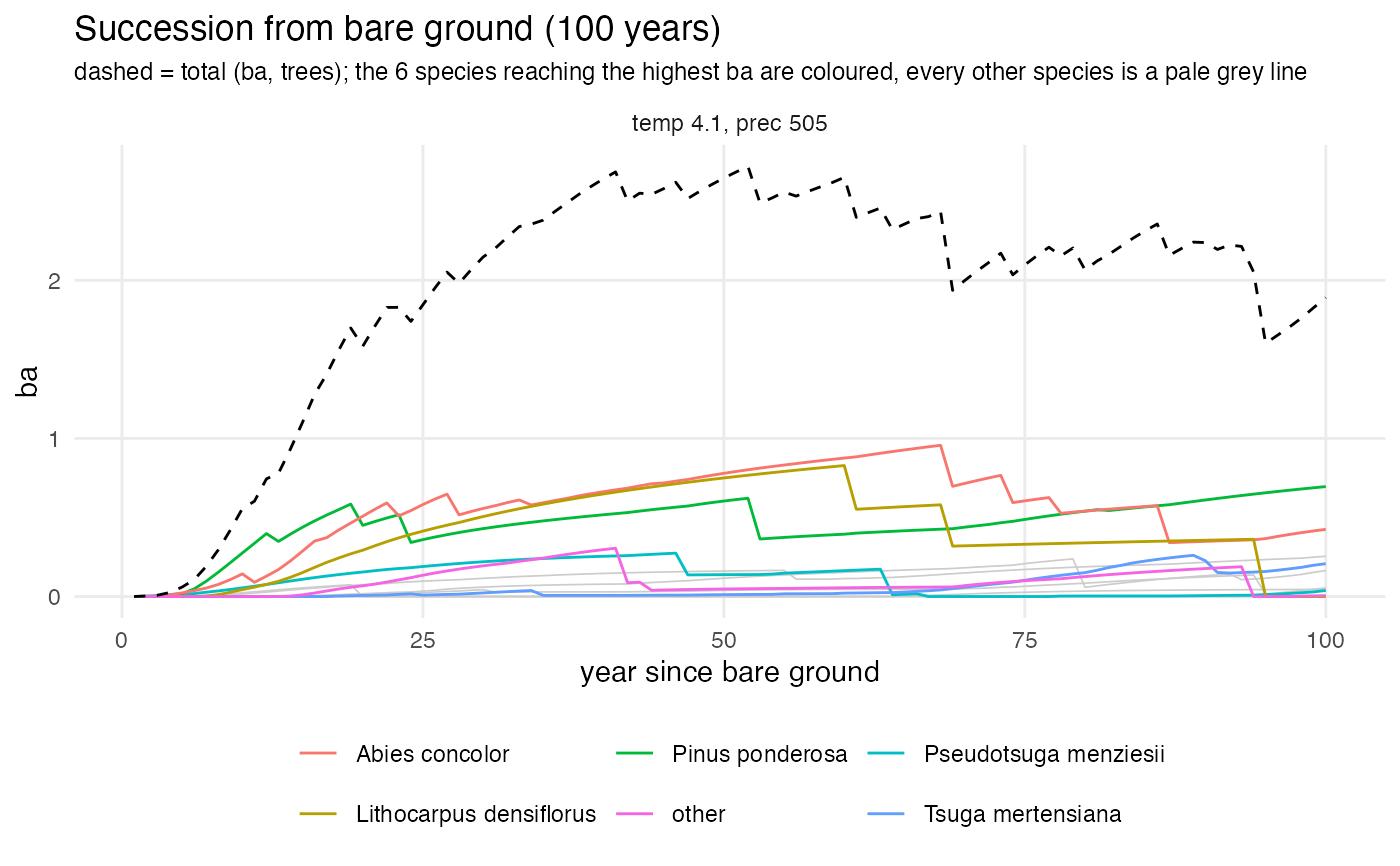 Succession from bare ground (100 years)
dashed = total (ba, trees); the 6 species reaching the highest ba are coloured, every other species is a pale grey line
temp 4.1, prec 505
ba
2
1
0
0 25 50 75 100
year since bare ground
Abies concolor Pinus ponderosa Pseudotsuga menziesii
Lithocarpus densiflorus other Tsuga mertensiana